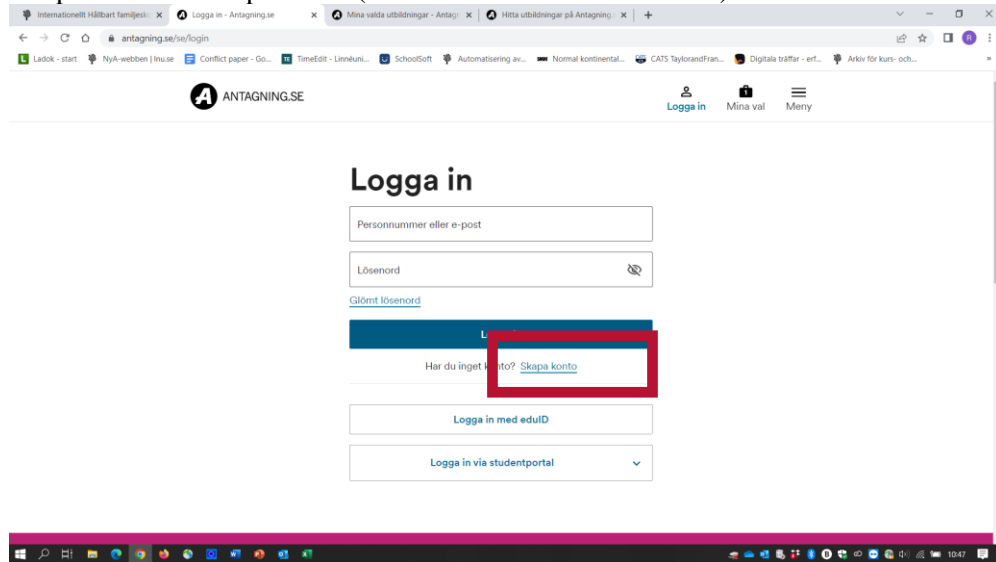 Internationellt Hållbart familjesko
Logga in - Antagning.se
Mina valda utbildningar - Antagn
Hitta utbildningar på Antagning.
antagning.se/se/login
R
Ladok - start
NyA-webben | lnu.se
Conflict paper - Go...
TimeEdit - Linnéuni...
SchoolSoft
Automatisering av...
Normal kontinental...
CATS TaylorandFran...
Digitala träffar - erf...
Arkiv för kurs- och...
ANTAGNING.SE
Logga in
1
Mina val
Meny
Logga in
Personnummer eller e-post
Lösenord
Glömt lösenord
Har du inget Skapa konto
Logga in med eduID
Logga in via studentportal
10:47